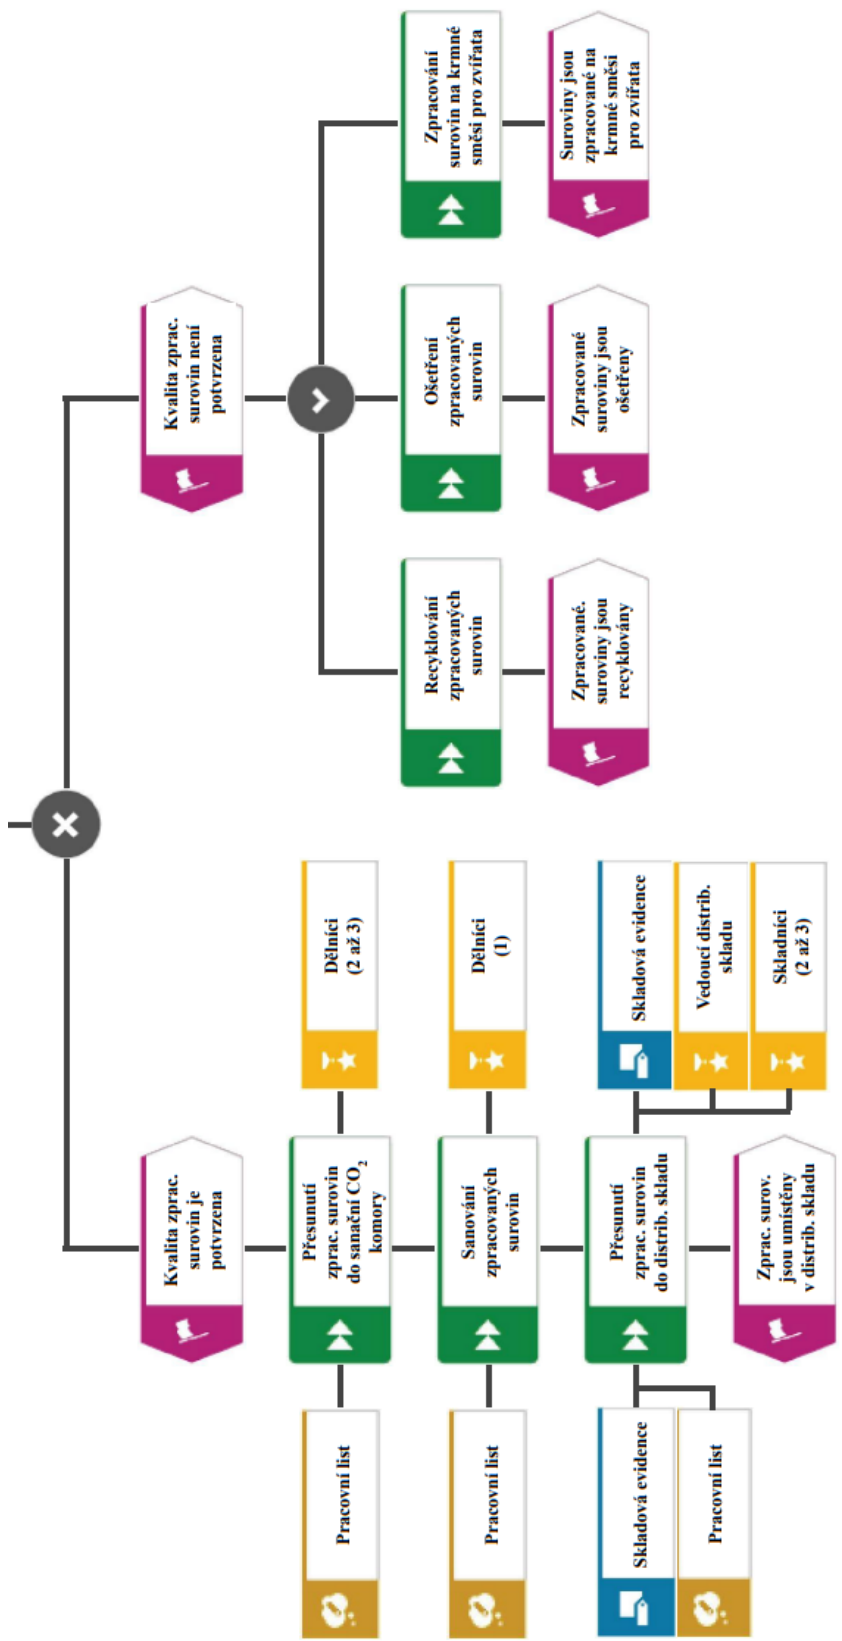 Kvalita zprac.
surovin je
potvrzena
Pracovní list
Přesunutí
zprac. surovin
do sanační CO2
komory
Dělníci
(2 až 3)
Pracovní list
Sanování
zpracovaných
surovin
Dělníci
(1)
Skladová evidence
Pracovní list
Přesunutí
zprac. surovin
do distrib. skladu
Skladová evidence
Vedoucí distrib.
skladu
Skladníci
(2 až 3)
Zprac. surov.
jsou umístěny
v distrib. skladu
Kvalita zprac.
surovin není
potvrzena
Recyklování
zpracovaných
surovin
Zpracované.
suroviny jsou
recyklovány
Ošetření
zpracovaných
surovin
Zpracované
suroviny jsou
ošetřeny
Zpracování
surovin na krmné
směsi pro zvířata
Suroviny jsou
zpracované na
krmné směsi
pro zvířata